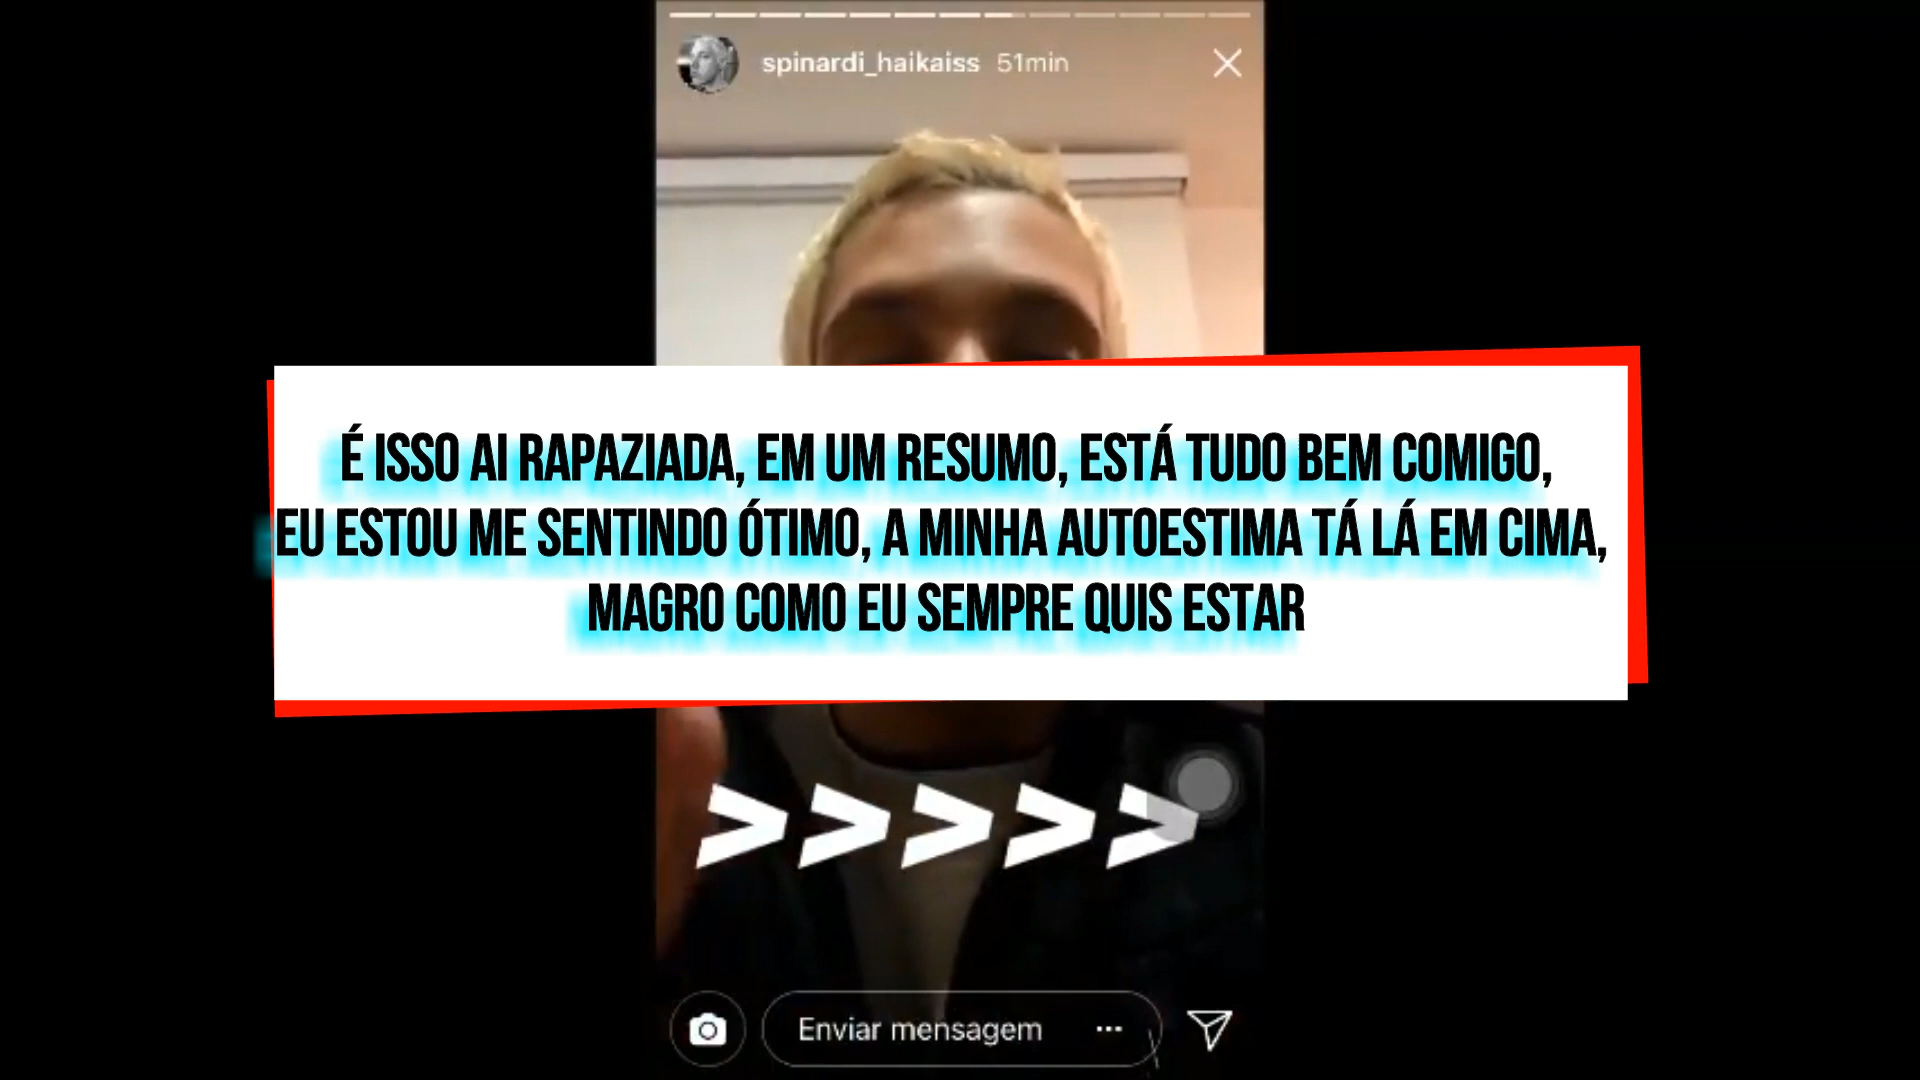 spinardi_haikaiss 51min
É ISSO AI RAPAZIADA, EM UM RESUMO, ESTÁ TUDO BEM COMIGO,
EU ESTOU ME SENTINDO ÓTIMO, A MINHA AUTOESTIMA TÁ LÁ EM CIMA,
MAGRO COMO EU SEMPRE QUIS ESTAR
>>>>>
Enviar mensagem